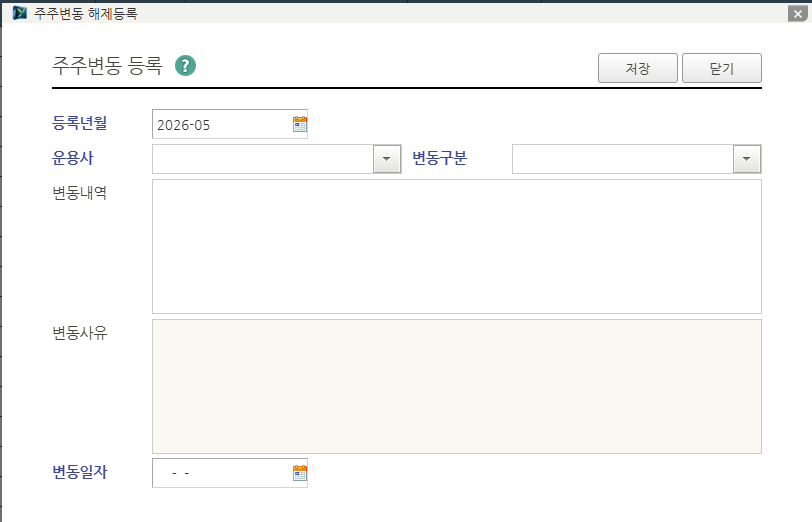 주주변동 해제등록
주주변동 등록 ?
저장 닫기
등록년월 2026-05
운용사 변동구분
변동내역
변동사유
변동일자 - -